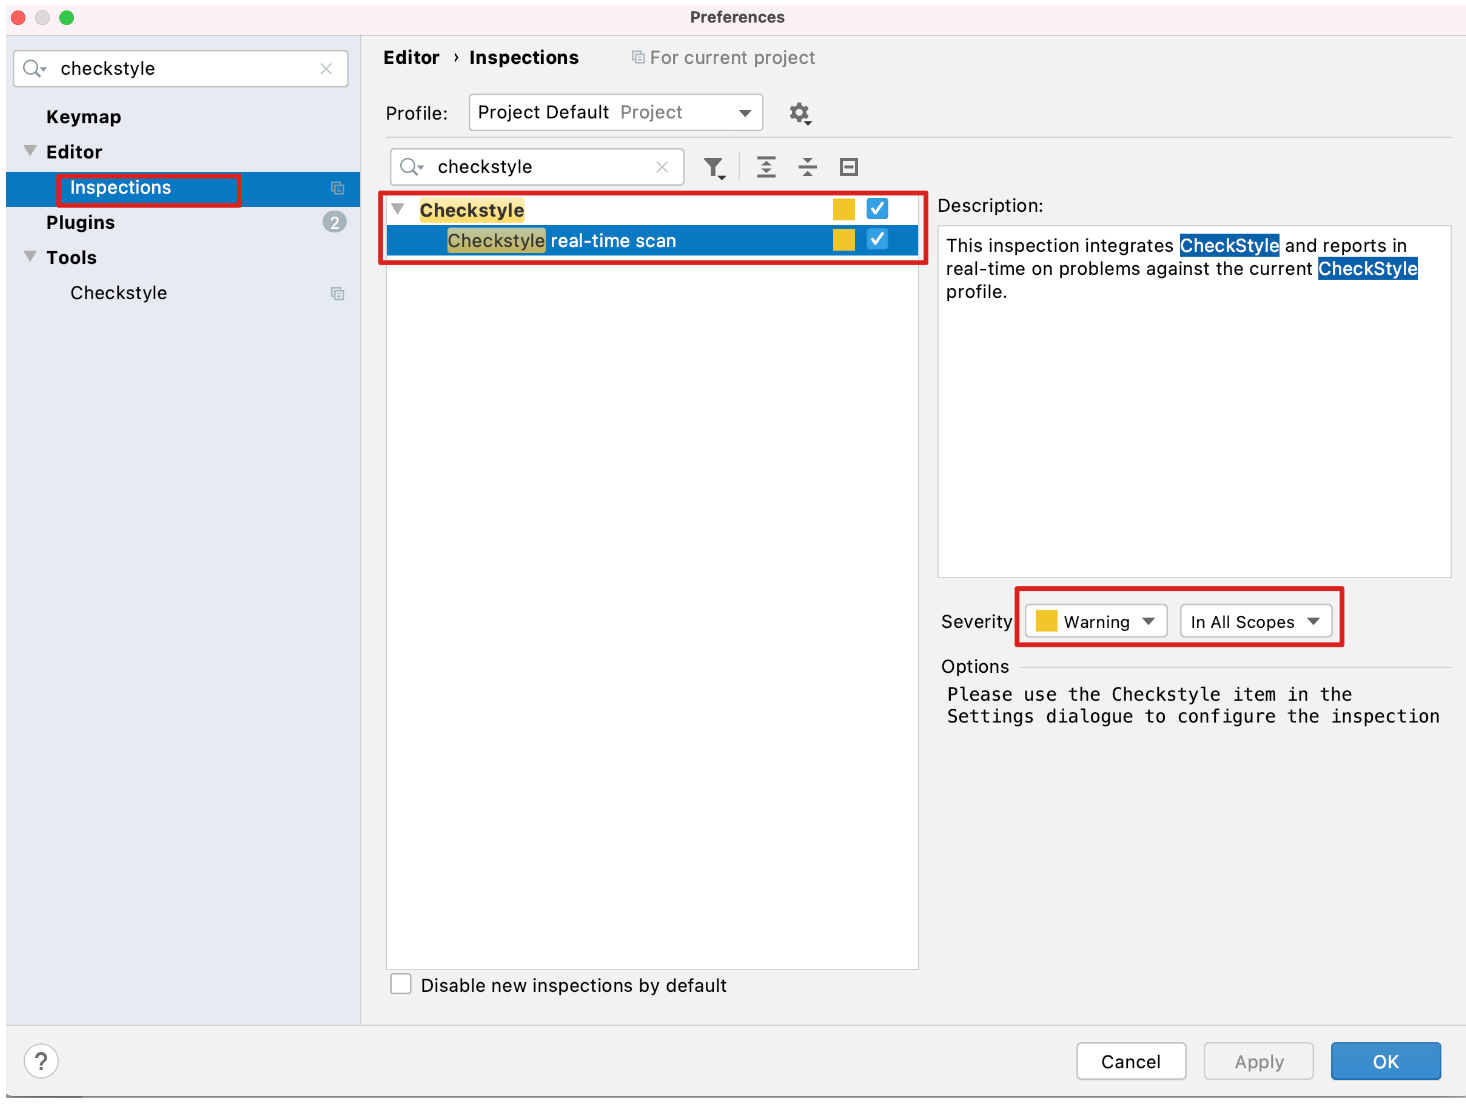 Preferences
checkstyle
Keymap
Editor
Inspections
Plugins
2
Tools
Checkstyle
Editor › Inspections For current project
Profile: Project Default Project
checkstyle
Checkstyle
Checkstyle real-time scan
Disable new inspections by default
Description:
This inspection integrates CheckStyle and reports in
real-time on problems against the current CheckStyle
profile.
Severity Warning In All Scopes
Options
Please use the Checkstyle item in the
Settings dialogue to configure the inspection
?
Cancel
Apply
OK